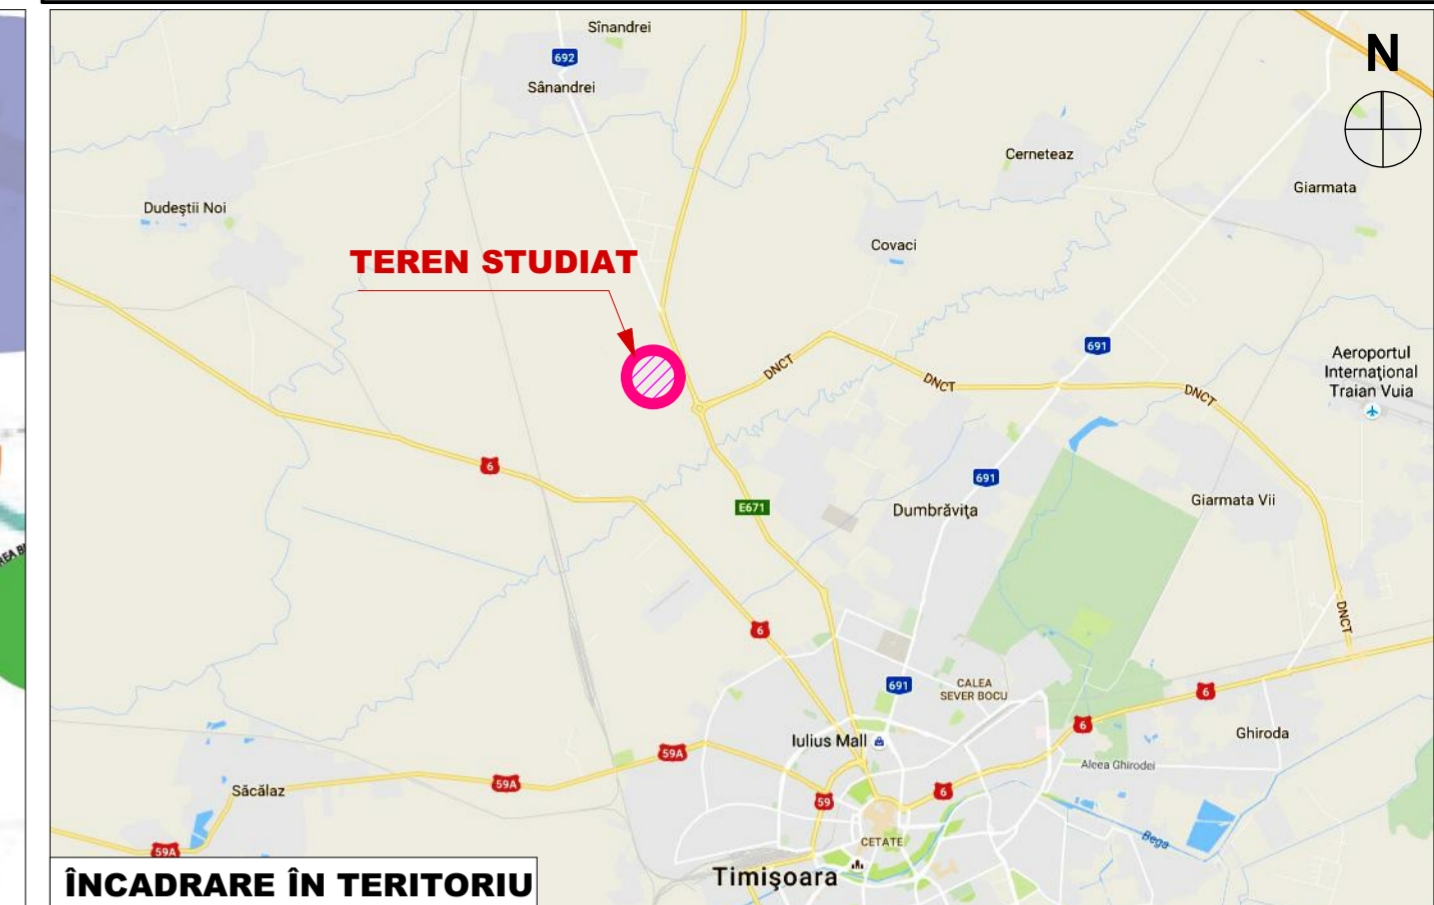 Sînandrei
692
Sânandrei
N
Cerneteaz
Giarmata
Dudeştii Noi
Covaci
TEREN STUDIAT
691
Aeroportul
Internaţional
Traian Vuia
DNCT
DNCT
DNCT
6
691
Giarmata Vii
E671
Dumbrăviţa
DNCT
6
691
CALEA
SEVER BOCU
6
6
Ghiroda
Iulius Mall
59A
Aleea Ghirodei
59A
Săcălaz
6
59
Bega
CETATE
59A
Timişoara
ÎNCADRARE ÎN TERITORIU